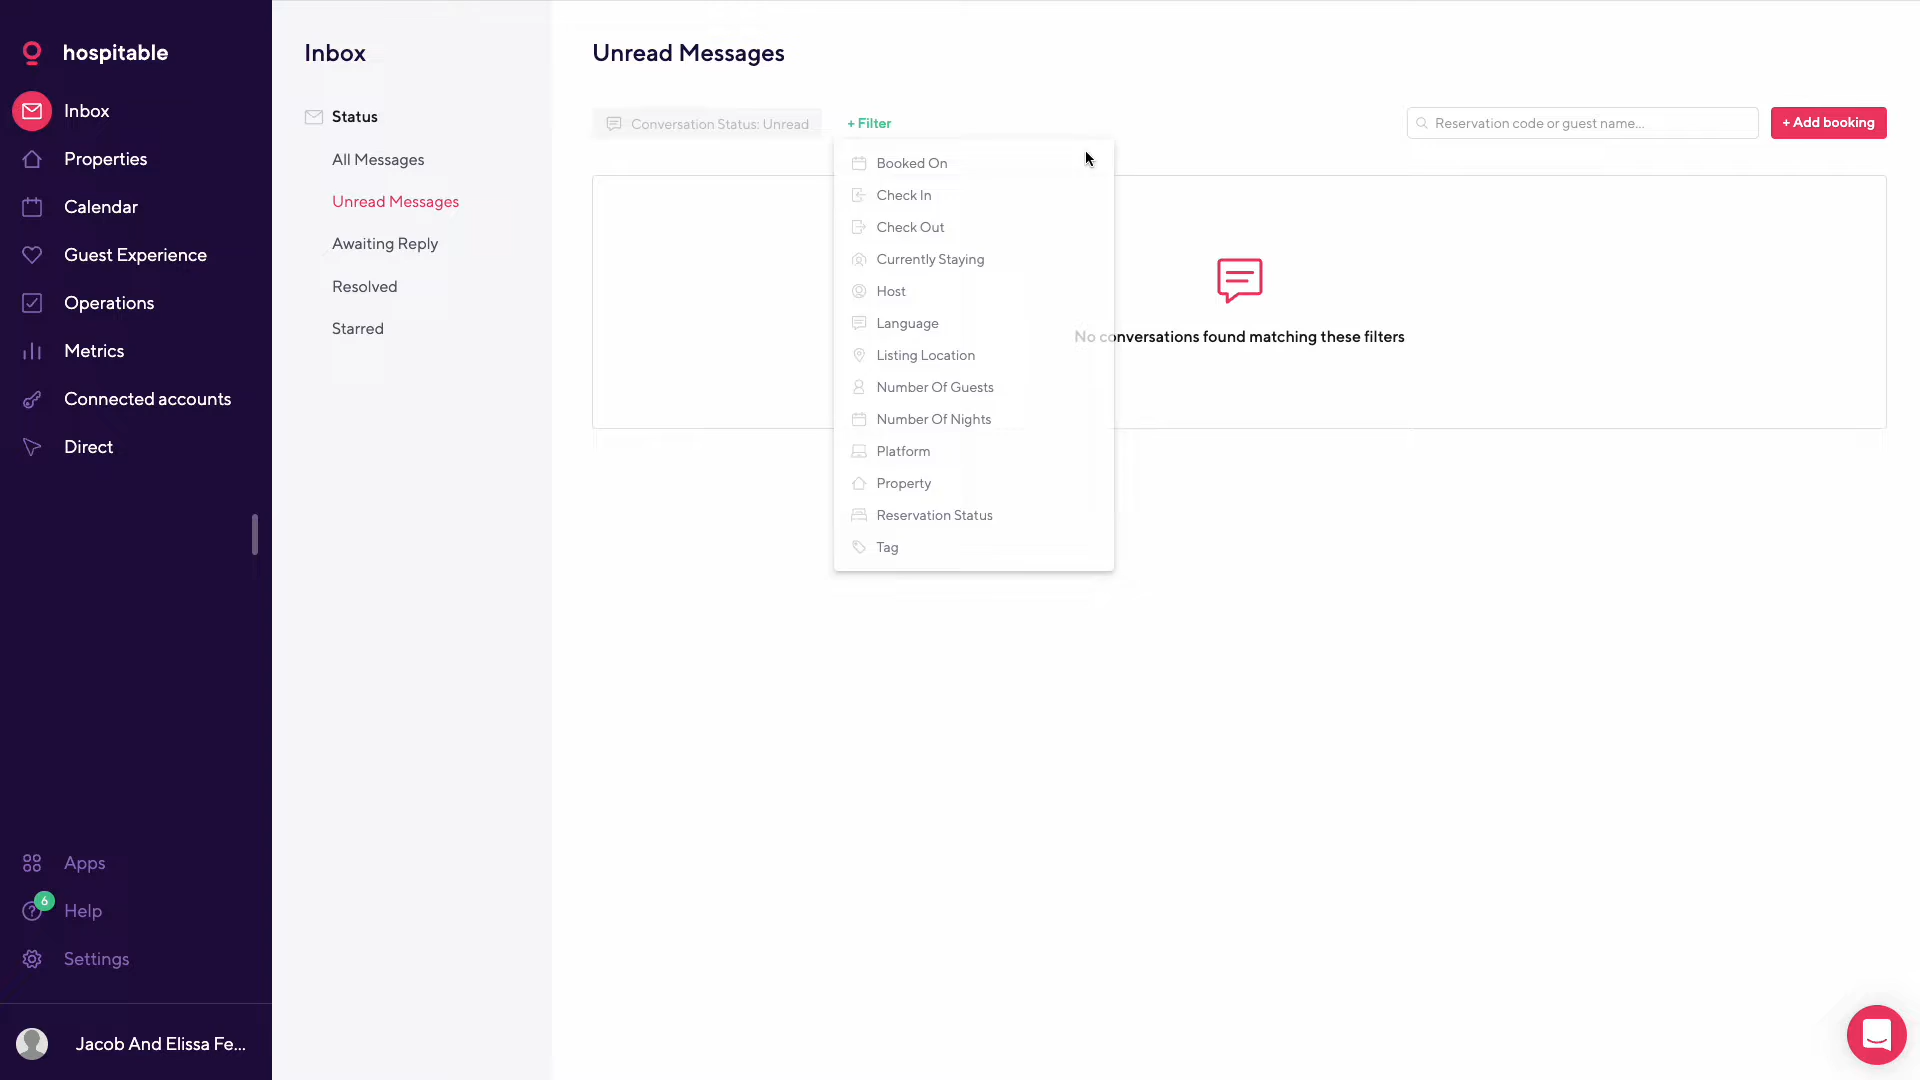 hospitable
Inbox
Properties
Calendar
Guest Experience
Operations
Metrics
Connected accounts
Direct
Apps
6
Help
Settings
Jacob And Elissa Fe...
Inbox
Status
All Messages
Unread Messages
Awaiting Reply
Resolved
Starred
Unread Messages
Conversation Status: Unread
+ Filter
Reservation code or guest name...
+ Add booking
Booked On
Check In
Check Out
Currently Staying
Host
Language
Listing Location
Number Of Guests
Number Of Nights
Platform
Property
Reservation Status
Tag
No conversations found matching these filters